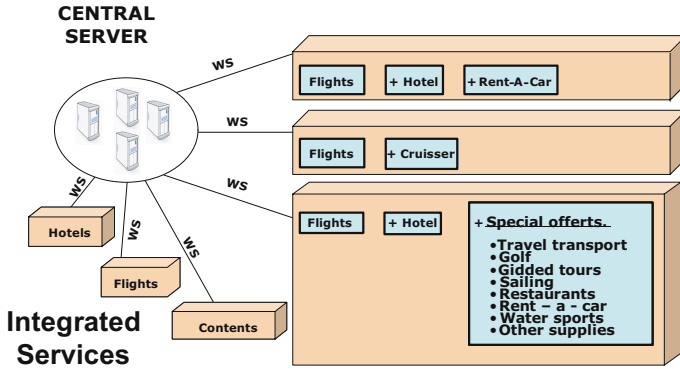 CENTRAL
SERVER
ws
Flights
+ Hotel
+ Rent-A-Car
ws
Flights
+ Cruisser
ws
Flights
+ Hotel
+ Special offerts.
•Travel transport
•Golf
•Gidded tours
•Sailing
•Restaurants
•Rent – a - car
•Water sports
•Other supplies
ws
Hotels
ws
Flights
ws
Contents
Integrated
Services